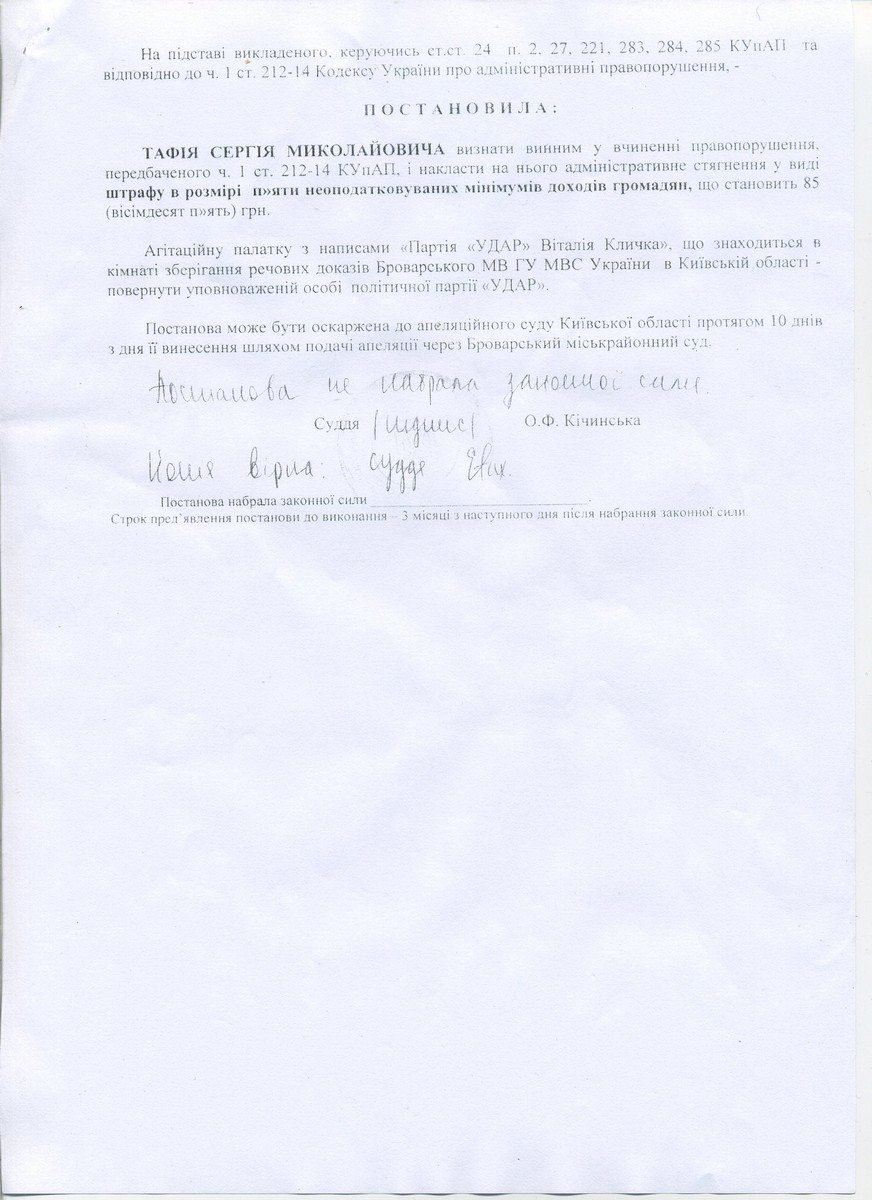 На підставі викладеного, керуючись ст.ст. 24 п. 2, 27, 221, 283, 284, 285 КУпАП та
відповідно до ч. 1 ст. 212-14 Кодексу України про адміністративні правопорушення, -
ПОСТАНОВИЛА:
ТАФІЯ СЕРГІЯ МИКОЛАЙОВИЧА визнати винним у вчиненні правопорушення,
передбаченого ч. 1 ст. 212-14 КУпАП, і накласти на нього адміністративне стягнення у виді
штрафу в розмірі п»яти неоподатковуваних мінімумів доходів громадян, що становить 85
(вісімдесят п»ять) грн.
Агітаційну палатку з написами «Партія «УДАР» Віталія Кличка», що знаходиться в
кімнаті зберігання речових доказів Броварського МВ ГУ МВС України в Київській області -
повернути уповноваженій особі політичної партії «УДАР».
Постанова може бути оскаржена до апеляційного суду Київської області протягом 10 днів
з дня її винесення шляхом подачі апеляції через Броварський міськрайонний суд.
Постанова не набрала законної сили.
Суддя /підпис/ О.Ф. Кічинська
Копія вірна: суддя
Постанова набрала законної сили
Строк пред'явлення постанови до виконання – 3 місяці з наступного дня після набрання законної сили.